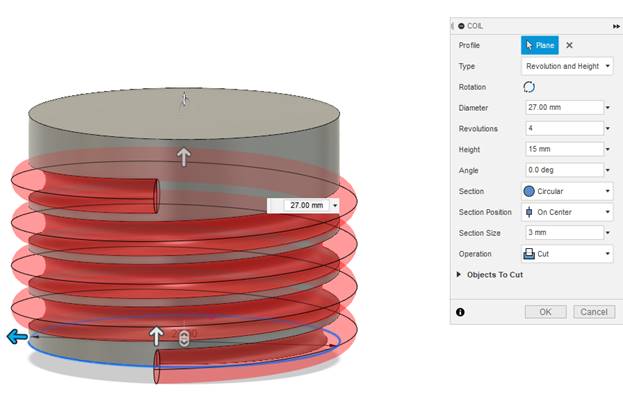 COIL
Profile Plane
Type Revolution and Height
Rotation
Diameter 27.00 mm
Revolutions 4
Height 15 mm
Angle 0.0 deg
Section Circular
Section Position On Center
Section Size 3 mm
Operation Cut
Objects To Cut
OK Cancel
27.00 mm